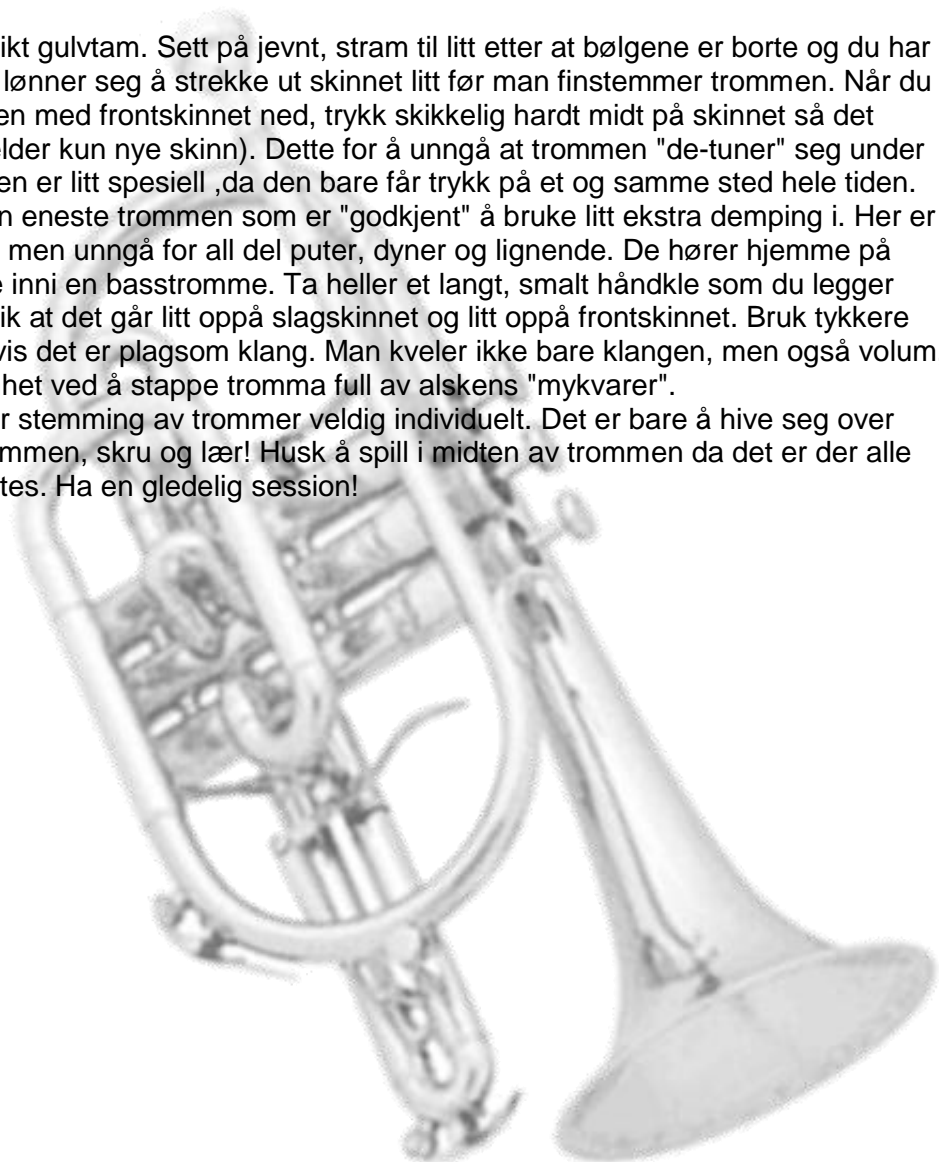 ikt gulvtam. Sett på jevnt, stram til litt etter at bølgene er borte og du har
lønner seg å strekke ut skinnet litt før man finstemmer trommen. Når du
en med frontskinnet ned, trykk skikkelig hardt midt på skinnet så det
elder kun nye skinn). Dette for å unngå at trommen "de-tuner" seg under
en er litt spesiell ,da den bare får trykk på et og samme sted hele tiden.
n eneste trommen som er "godkjent" å bruke litt ekstra demping i. Her er
men unngå for all del puter, dyner og lignende. De hører hjemme på
e inni en basstromme. Ta heller et langt, smalt håndkle som du legger
ik at det går litt oppå slagskinnet og litt oppå frontskinnet. Bruk tykkere
vis det er plagsom klang. Man kveler ikke bare klangen, men også volum
het ved å stappe tromma full av alskens "mykvarer".
r stemming av trommer veldig individuelt. Det er bare å hive seg over
mmen, skru og lær! Husk å spill i midten av trommen da det er der alle
tes. Ha en gledelig session!